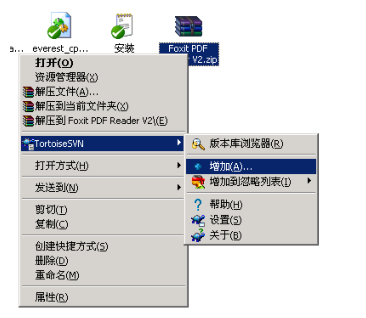 a... everest_cp... 安装 Foxit PDF
V2.zip
打开(O)
资源管理器(X)
解压文件(A)...
解压到当前文件夹(X)
解压到 Foxit PDF Reader V2\(E)
TortoiseSVN
版本库浏览器(R)
打开方式(H)
增加(A)...
增加到忽略列表(I)
发送到(N)
剪切(T)
帮助(H)
复制(C)
设置(S)
关于(B)
创建快捷方式(S)
删除(D)
重命名(M)
属性(R)